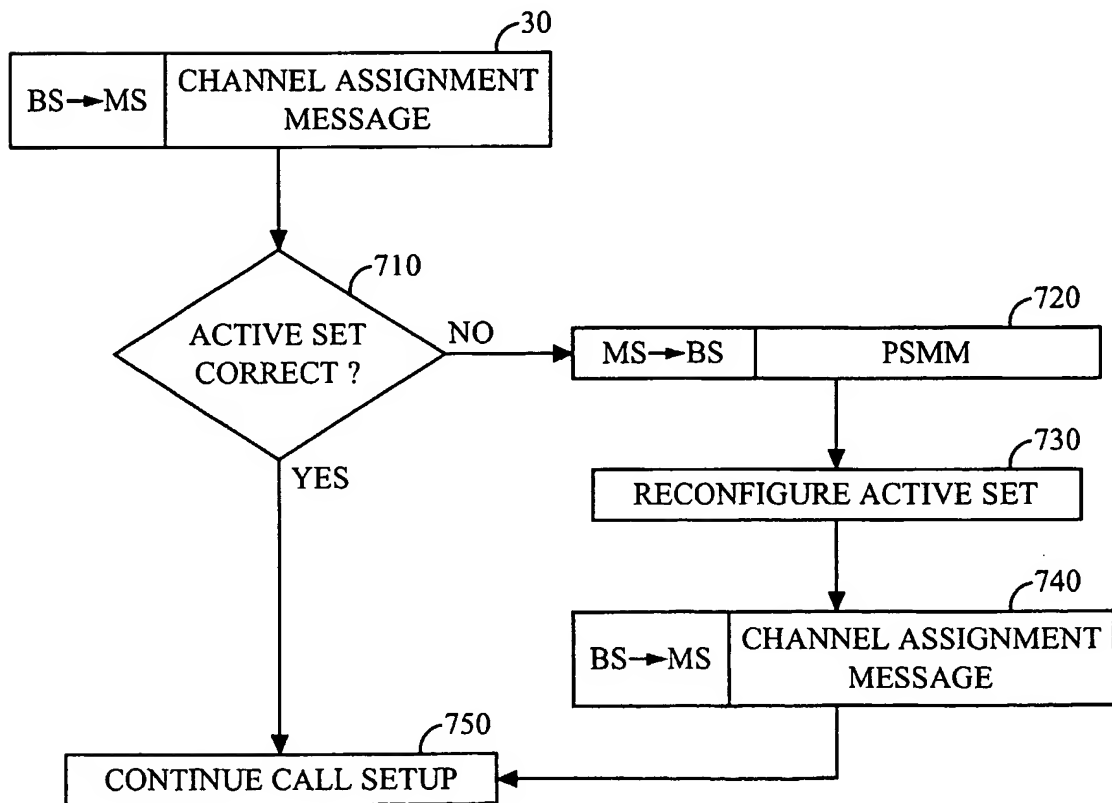 30
BS→MS
CHANNEL ASSIGNMENT
MESSAGE
710
ACTIVE SET
CORRECT ?
NO
YES
720
MS→BS
PSMM
730
RECONFIGURE ACTIVE SET
740
BS→MS
CHANNEL ASSIGNMENT
MESSAGE
750
CONTINUE CALL SETUP